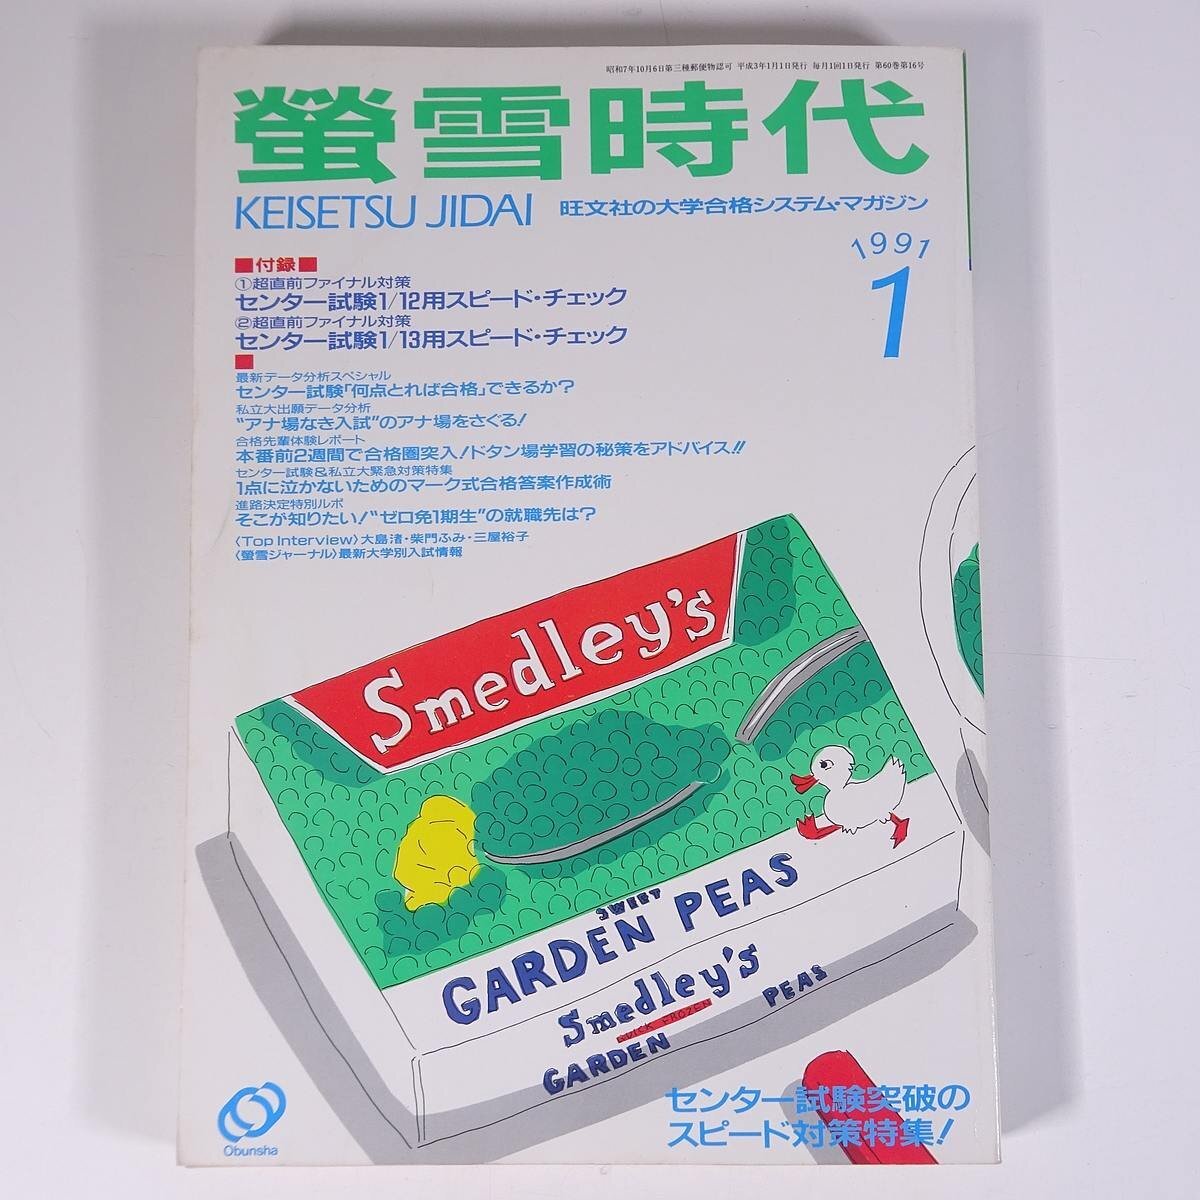 昭和7年10月6日第三種郵便物認可 平成3年1月1日発行 毎月1回1日発行 第60巻第16号
螢雪時代
KEISETSU JIDAI 旺文社の大学合格システム・マガジン
1991
1
■付録■
①超直前ファイナル対策
センター試験1/12用スピード・チェック
②超直前ファイナル対策
センター試験1/13用スピード・チェック
■
最新データ分析スペシャル
センター試験「何点とれば合格」できるか?
私立大出願データ分析
“アナ場なき入試”のアナ場をさぐる!
合格先輩体験レポート
本番前2週間で合格圏突入!ドタン場学習の秘策をアドバイス!!
センター試験&私立大緊急対策特集
1点に泣かないためのマーク式合格答案作成術
進路決定特別ルポ
そこが知りたい!“ゼロ免1期生”の就職先は?
〈Top Interview〉大島渚・柴門ふみ・三屋裕子
〈螢雪ジャーナル〉最新大学別入試情報
Smedley's
SWEET
GARDEN PEAS
Smedley's
QUICK FROZEN
GARDEN PEAS
センター試験突破の
スピード対策特集!
Obunsha